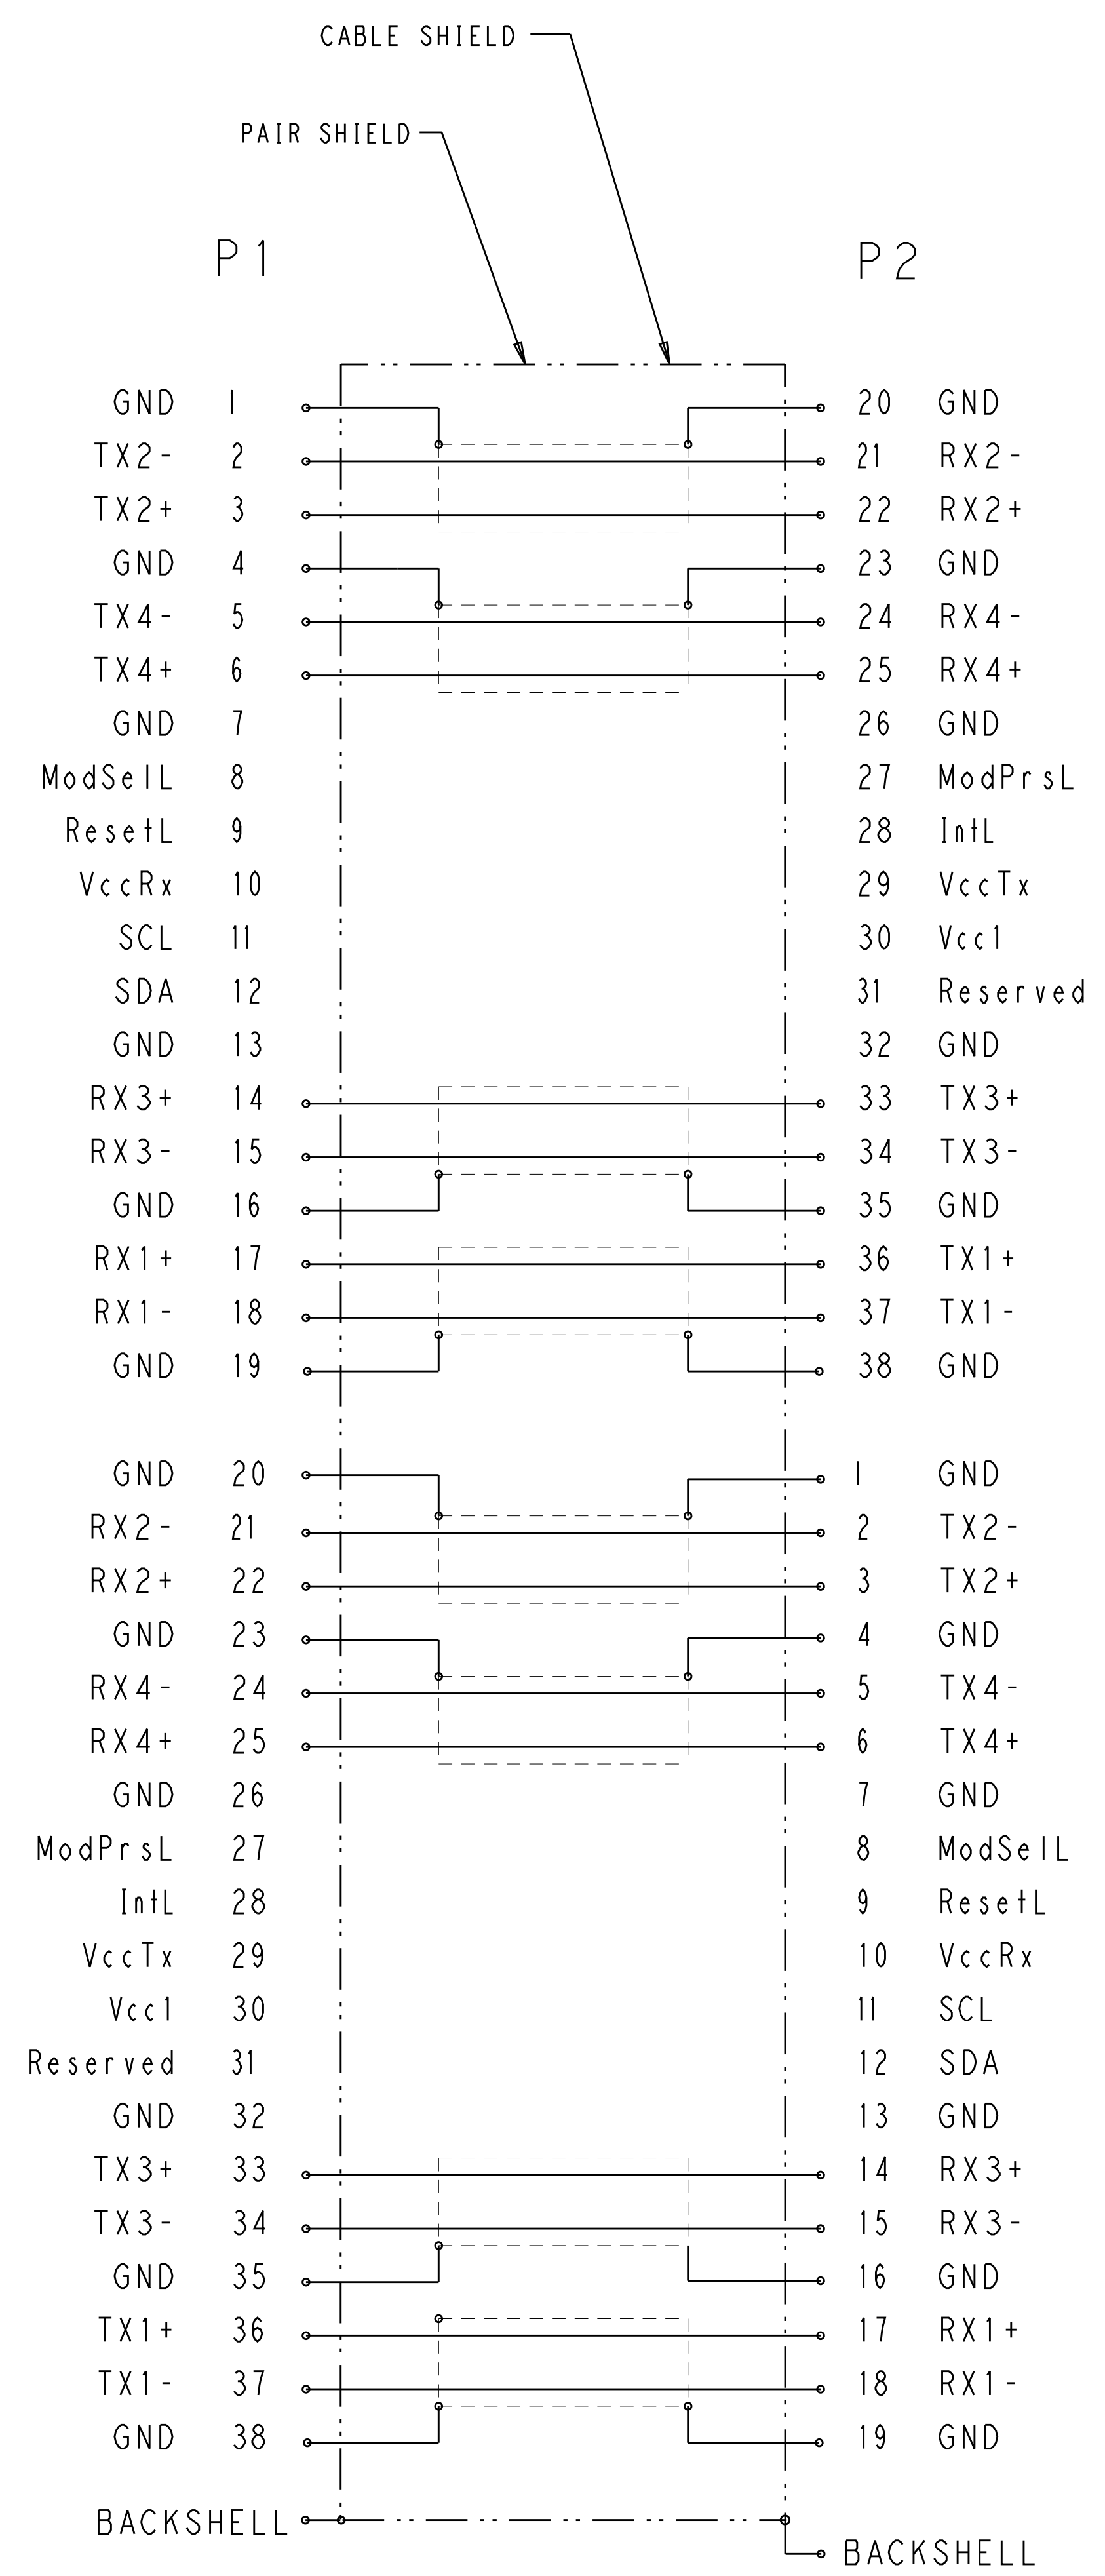 CABLE SHIELD
PAIR SHIELD
P1 P2
GND 1 20 GND
TX2- 2 21 RX2-
TX2+ 3 22 RX2+
GND 4 23 GND
TX4- 5 24 RX4-
TX4+ 6 25 RX4+
GND 7 26 GND
ModSelL 8 27 ModPrsL
ResetL 9 28 IntL
VccRx 10 29 VccTx
SCL 11 30 Vcc1
SDA 12 31 Reserved
GND 13 32 GND
RX3+ 14 33 TX3+
RX3- 15 34 TX3-
GND 16 35 GND
RX1+ 17 36 TX1+
RX1- 18 37 TX1-
GND 19 38 GND
GND 20 1 GND
RX2- 21 2 TX2-
RX2+ 22 3 TX2+
GND 23 4 GND
RX4- 24 5 TX4-
RX4+ 25 6 TX4+
GND 26 7 GND
ModPrsL 27 8 ModSelL
IntL 28 9 ResetL
VccTx 29 10 VccRx
Vcc1 30 11 SCL
Reserved 31 12 SDA
GND 32 13 GND
TX3+ 33 14 RX3+
TX3- 34 15 RX3-
GND 35 16 GND
TX1+ 36 17 RX1+
TX1- 37 18 RX1-
GND 38 19 GND
BACKSHELL
BACKSHELL